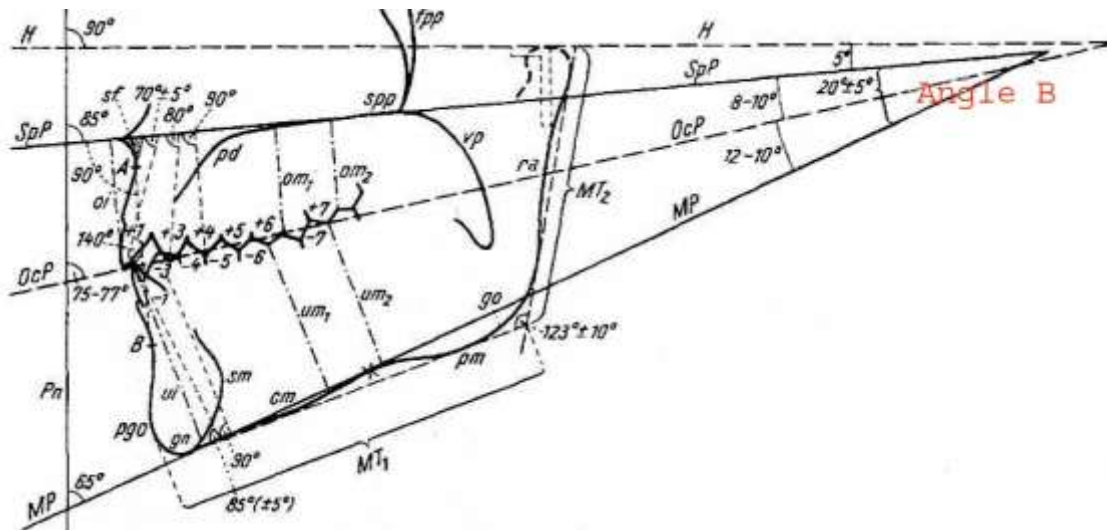 H
90°
fpp
H
5°
SpP
sf
70°±5°
80°
90°
spp
8-10°
20°±5°
Angle B
SpP
85°
pd
vp
OcP
A
90°
oi
om₁
om₂
ra
12-10°
MT₂
MP
140°
+1
+3
+4
+5
+6
+7
-3
-4
-5
-6
-7
OcP
75-77°
-1
um₁
um₂
go
123°±10°
B
sm
pm
Pn
ui
cm
pgo
gn
90°
MT₁
MP
65°
85°(±5°)